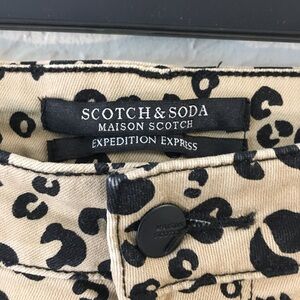 SCOTCH & SODA
MAISON SCOTCH
EXPEDITION EXPRESS